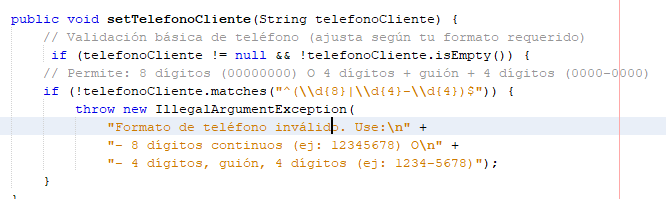 public void setTelefonoCliente(String telefonoCliente) {
// Validación básica de teléfono (ajusta según tu formato requerido)
if (telefonoCliente != null && !telefonoCliente.isEmpty()) {
// Permite: 8 dígitos (00000000) O 4 dígitos + guión + 4 dígitos (0000-0000)
if (!telefonoCliente.matches("^(\\d{8}|\\d{4}-\\d{4})$")) {
throw new IllegalArgumentException(
"Formato de teléfono inválido. Use:\n" +
"- 8 dígitos continuos (ej: 12345678) O\n" +
"- 4 dígitos, guión, 4 dígitos (ej: 1234-5678)");
}
}